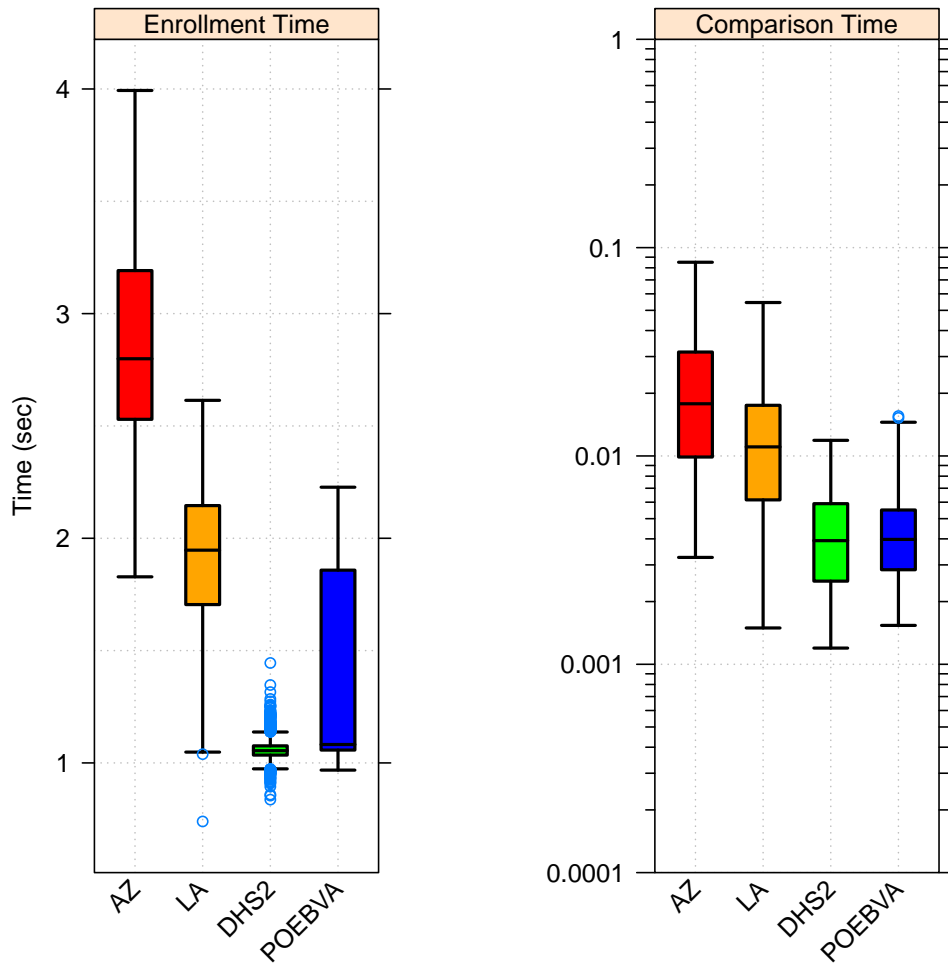 Enrollment Time
Time (sec)
4
3
2
1
AZ
LA
DHS2
POEBVA
Comparison Time
1
0.1
0.01
0.001
0.0001
AZ
LA
DHS2
POEBVA